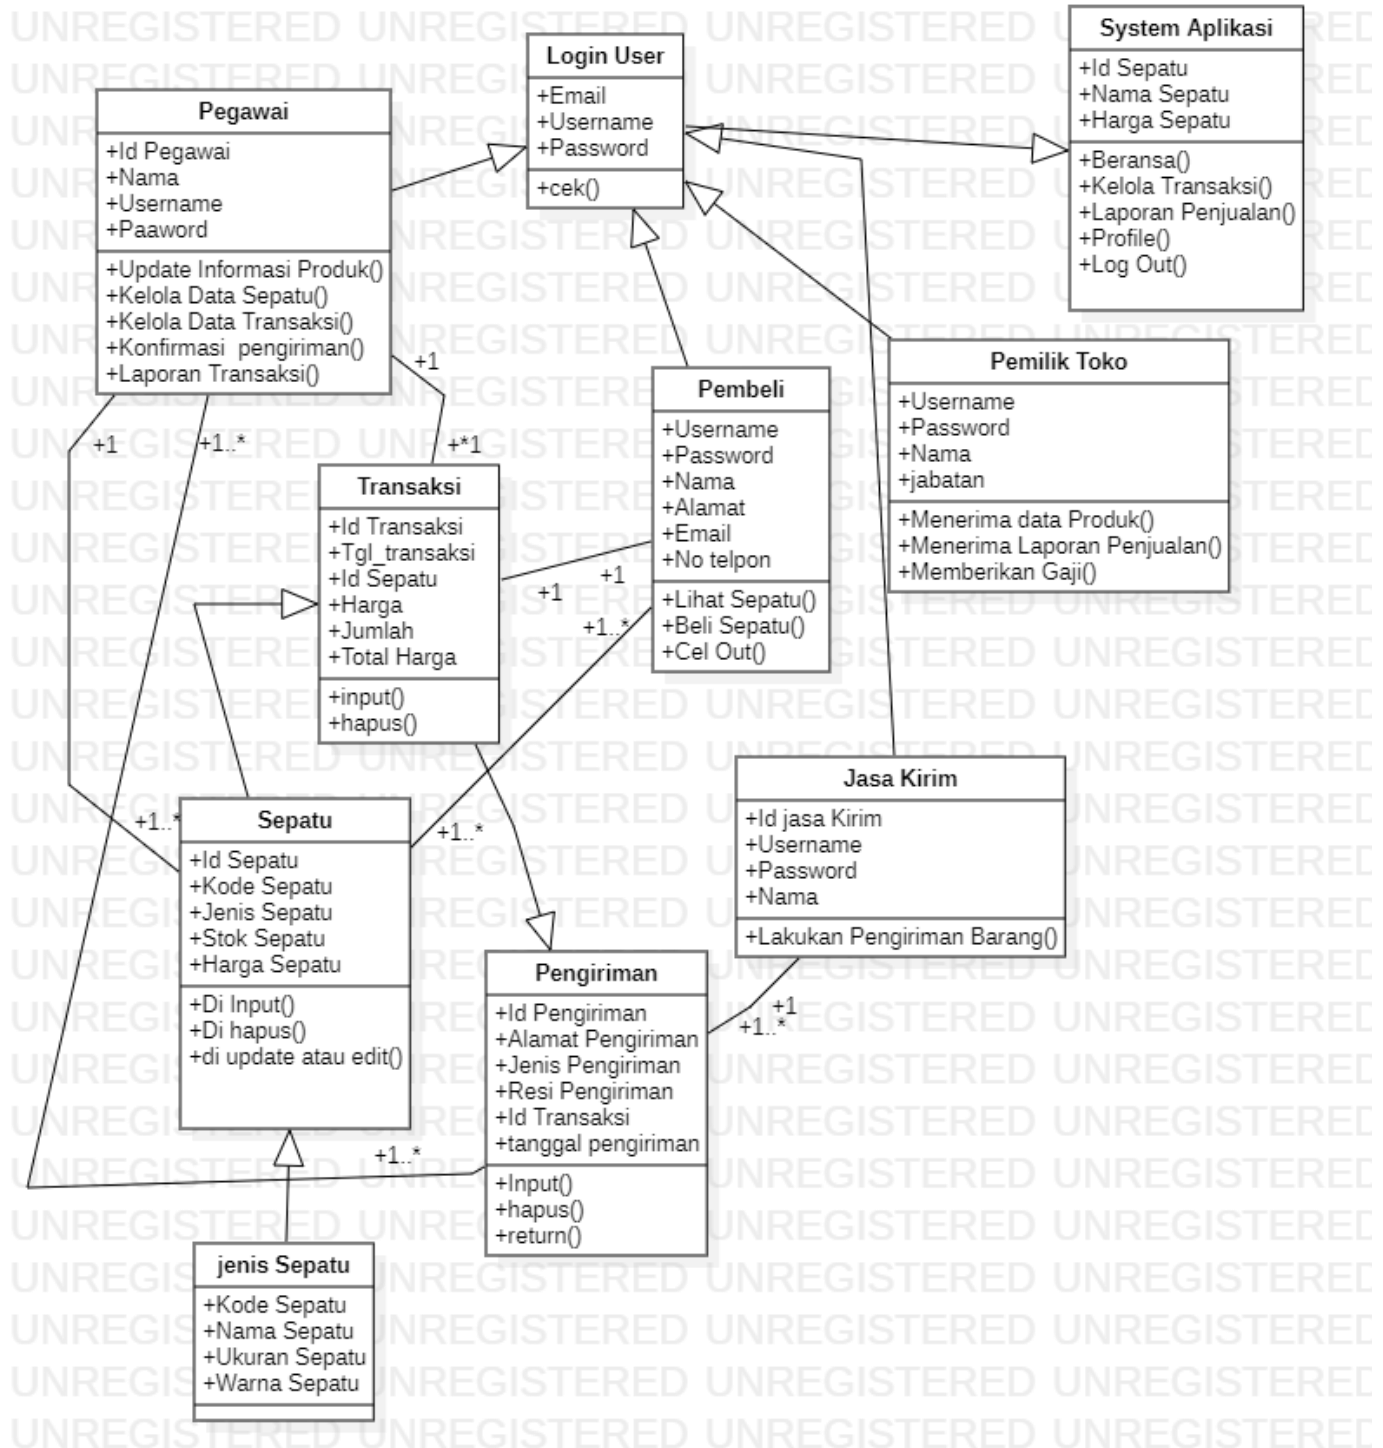 System Aplikasi
+Id Sepatu
+Nama Sepatu
+Harga Sepatu
+Beransa()
+Kelola Transaksi()
+Laporan Penjualan()
+Profile()
+Log Out()
Login User
+Email
+Username
+Password
+cek()
Pegawai
+Id Pegawai
+Nama
+Username
+Paaword
+Update Informasi Produk()
+Kelola Data Sepatu()
+Kelola Data Transaksi()
+Konfirmasi pengiriman()
+Laporan Transaksi()
+1
+1
+1..*
+*1
Pemilik Toko
+Username
+Password
+Nama
+jabatan
+Menerima data Produk()
+Menerima Laporan Penjualan()
+Memberikan Gaji()
Pembeli
+Username
+Password
+Nama
+Alamat
+Email
+No telpon
+Lihat Sepatu()
+Beli Sepatu()
+Cel Out()
Transaksi
+Id Transaksi
+Tgl_transaksi
+Id Sepatu
+Harga
+Jumlah
+Total Harga
+input()
+hapus()
+1
+1
+1..*
+1..*
+1..*
Sepatu
+Id Sepatu
+Kode Sepatu
+Jenis Sepatu
+Stok Sepatu
+Harga Sepatu
+Di Input()
+Di hapus()
+di update atau edit()
Jasa Kirim
+Id jasa Kirim
+Username
+Password
+Nama
+Lakukan Pengiriman Barang()
+1
+1..*
Pengiriman
+Id Pengiriman
+Alamat Pengiriman
+Jenis Pengiriman
+Resi Pengiriman
+Id Transaksi
+tanggal pengiriman
+Input()
+hapus()
+return()
+1..*
jenis Sepatu
+Kode Sepatu
+Nama Sepatu
+Ukuran Sepatu
+Warna Sepatu
UNREGISTERED